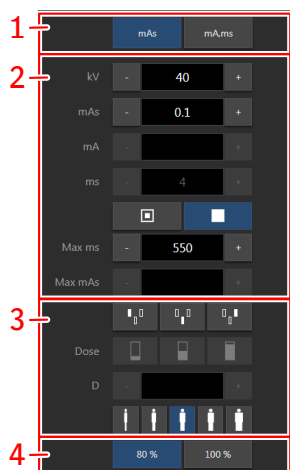 1 mAs mA,ms
2 kV - 40 +
mAs - 0.1 +
mA - +
ms - 4 +
Max ms - 550 +
Max mAs - +
3
Dose
D - +
4 80 % 100 %